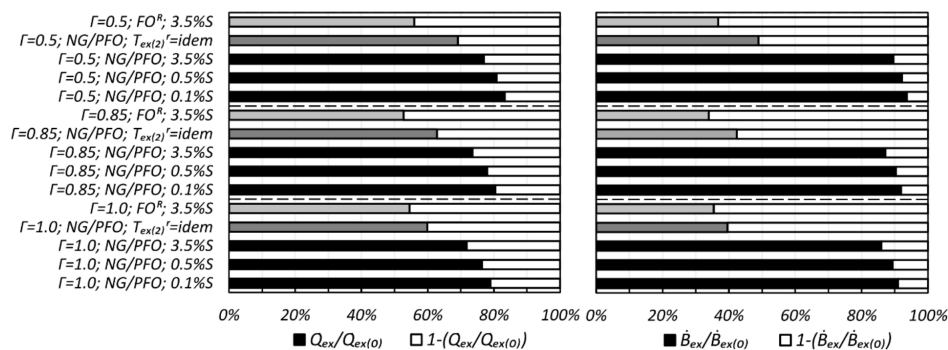 Γ=0.5; FOᴿ; 3.5%S
Γ=0.5; NG/PFO; Tₑₓ₍₂₎ʳ=idem
Γ=0.5; NG/PFO; 3.5%S
Γ=0.5; NG/PFO; 0.5%S
Γ=0.5; NG/PFO; 0.1%S
Γ=0.85; FOᴿ; 3.5%S
Γ=0.85; NG/PFO; Tₑₓ₍₂₎ʳ=idem
Γ=0.85; NG/PFO; 3.5%S
Γ=0.85; NG/PFO; 0.5%S
Γ=0.85; NG/PFO; 0.1%S
Γ=1.0; FOᴿ; 3.5%S
Γ=1.0; NG/PFO; Tₑₓ₍₂₎ʳ=idem
Γ=1.0; NG/PFO; 3.5%S
Γ=1.0; NG/PFO; 0.5%S
Γ=1.0; NG/PFO; 0.1%S
0% 20% 40% 60% 80% 100%
Qₑₓ/Qₑₓ₍₀₎ 1-(Qₑₓ/Qₑₓ₍₀₎)
0% 20% 40% 60% 80% 100%
Ḃₑₓ/Ḃₑₓ₍₀₎ 1-(Ḃₑₓ/Ḃₑₓ₍₀₎)